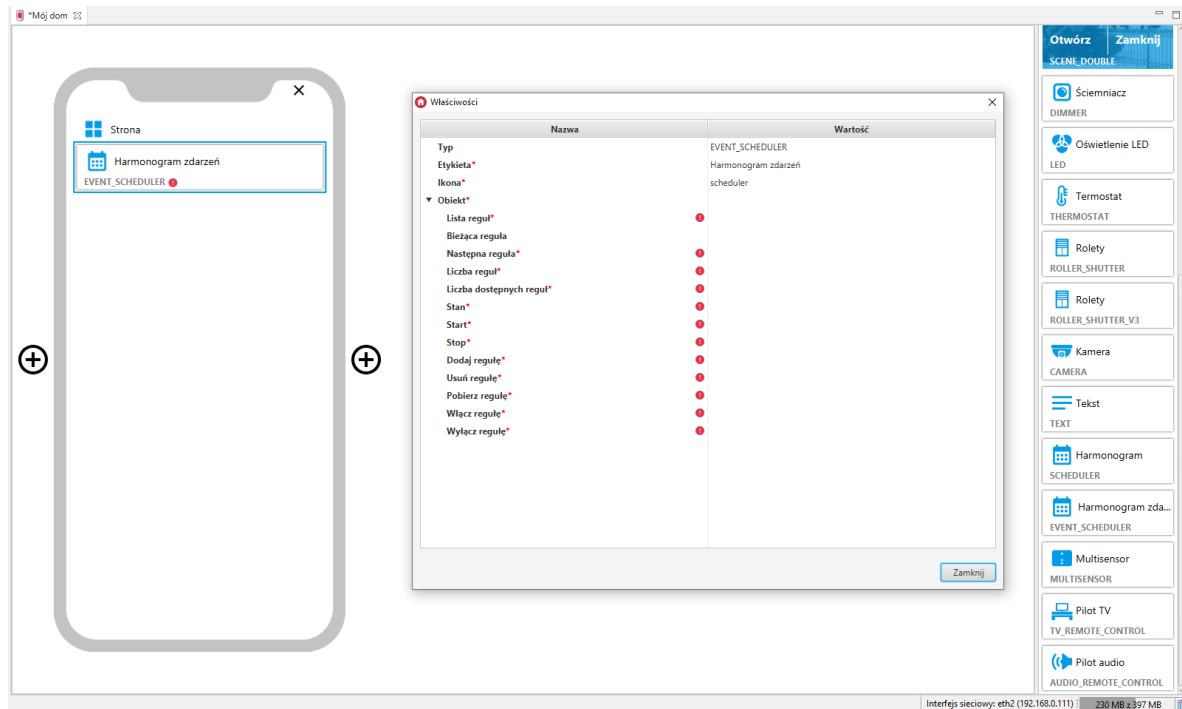 *Mój dom
Strona
Harmonogram zdarzeń
EVENT_SCHEDULER
Właściwości
Nazwa Wartość
Typ EVENT_SCHEDULER
Etykieta* Harmonogram zdarzeń
Ikona* scheduler
Obiekt*
Lista reguł*
Bieżąca reguła
Następna reguła*
Liczba reguł*
Liczba dostępnych reguł*
Stan*
Start*
Stop*
Dodaj regułę*
Usuń regułę*
Pobierz regułę*
Włącz regułę*
Wyłącz regułę*
Zamknij
Otwórz Zamknij
SCENE_DOUBLE
Ściemniacz
DIMMER
Oświetlenie LED
LED
Termostat
THERMOSTAT
Rolety
ROLLER_SHUTTER
Rolety
ROLLER_SHUTTER_V3
Kamera
CAMERA
Tekst
TEXT
Harmonogram
SCHEDULER
Harmonogram zda...
EVENT_SCHEDULER
Multisensor
MULTISENSOR
Pilot TV
TV_REMOTE_CONTROL
Pilot audio
AUDIO_REMOTE_CONTROL
Interfejs sieciowy: eth2 (192.168.0.111) 230 MB z 397 MB